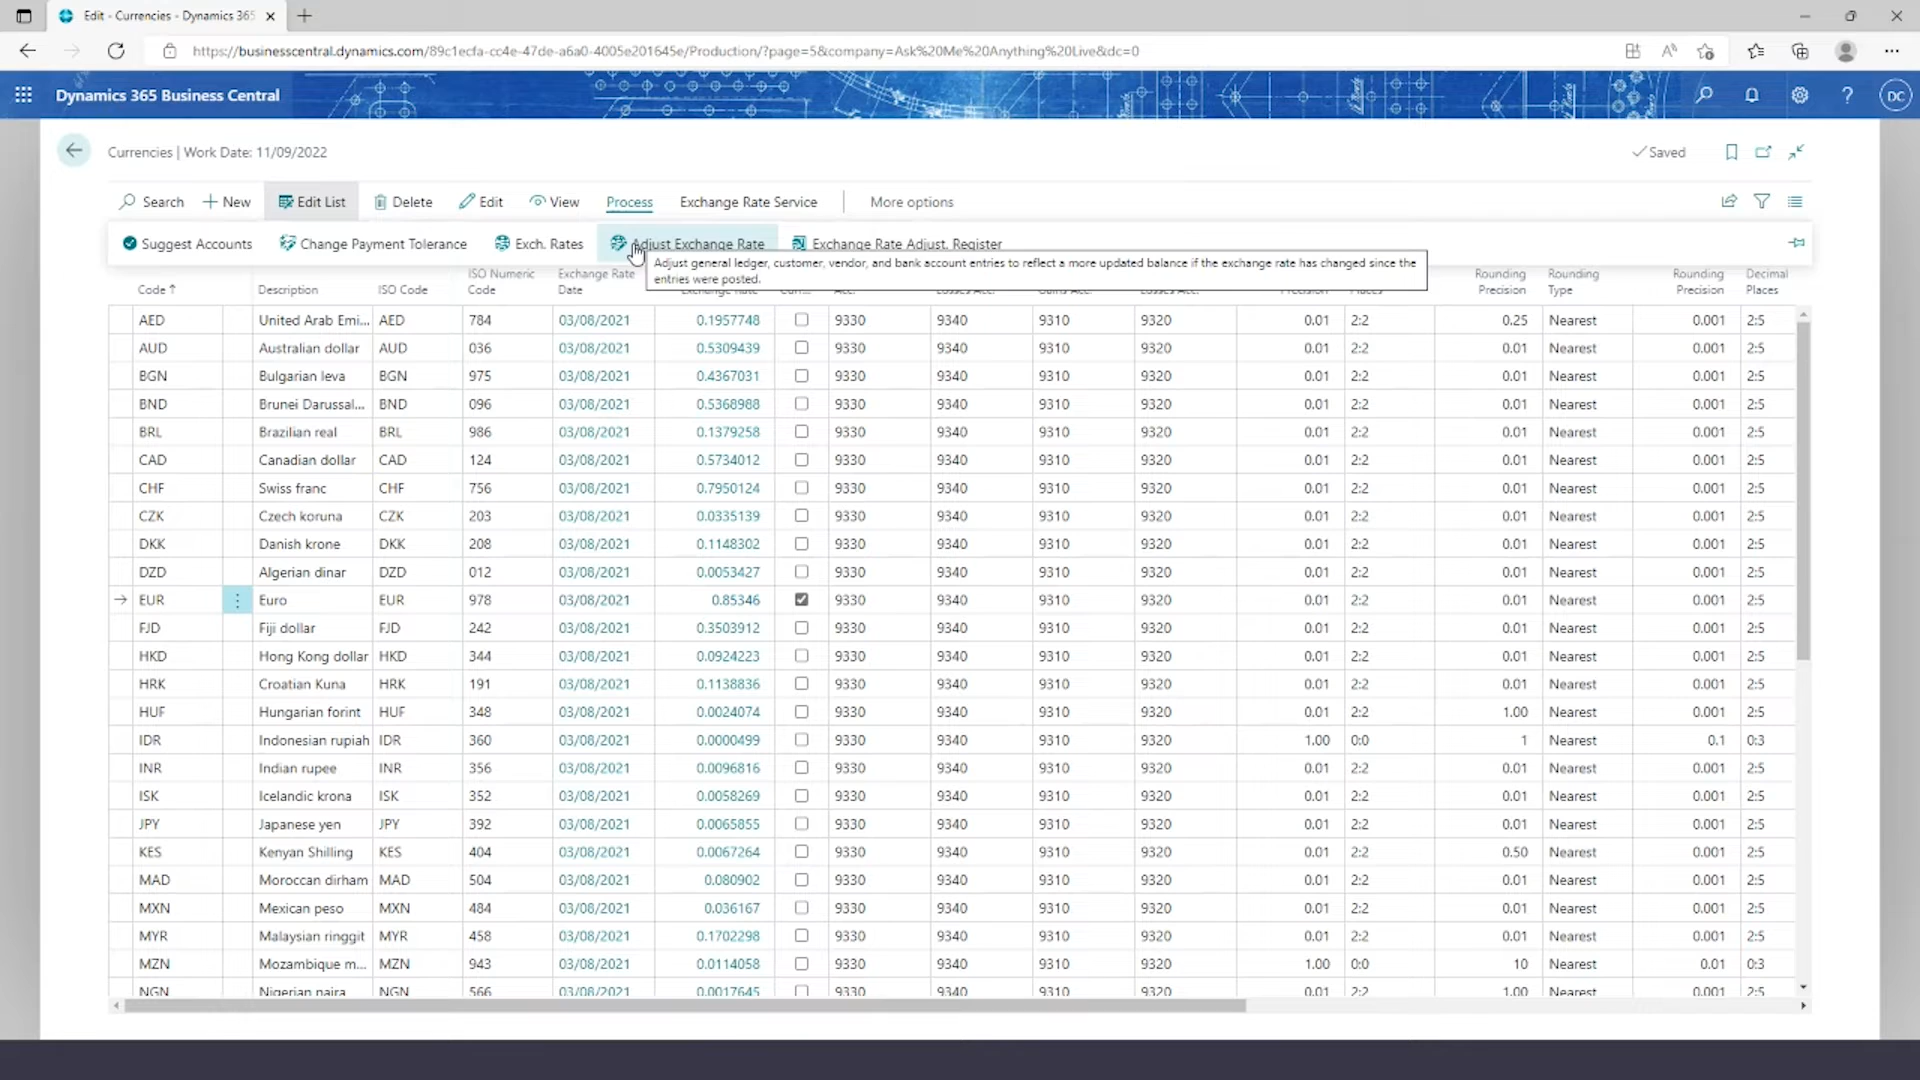 Edit - Currencies - Dynamics 365
https://businesscentral.dynamics.com/89c1ecfa-cc4e-47de-a6a0-4005e201645e/Production/?page=5&company=Ask%20Me%20Anything%20Live&dc=0
Dynamics 365 Business Central
DC
Currencies | Work Date: 11/09/2022
Saved
Search New Edit List Delete Edit View Process Exchange Rate Service More options
Suggest Accounts Change Payment Tolerance Exch. Rates Adjust Exchange Rate Exchange Rate Adjust. Register
Adjust general ledger, customer, vendor, and bank account entries to reflect a more updated balance if the exchange rate has changed since the
entries were posted.
ISO Numeric Exchange Rate Rounding Rounding Rounding Decimal
Code ↑ Description ISO Code Code Date Precision Type Precision Places
AED United Arab Emi... AED 784 03/08/2021 0.1957748 9330 9340 9310 9320 0.01 2:2 0.25 Nearest 0.001 2:5
AUD Australian dollar AUD 036 03/08/2021 0.5309439 9330 9340 9310 9320 0.01 2:2 0.01 Nearest 0.001 2:5
BGN Bulgarian leva BGN 975 03/08/2021 0.4367031 9330 9340 9310 9320 0.01 2:2 0.01 Nearest 0.001 2:5
BND Brunei Darussal... BND 096 03/08/2021 0.5368988 9330 9340 9310 9320 0.01 2:2 0.01 Nearest 0.001 2:5
BRL Brazilian real BRL 986 03/08/2021 0.1379258 9330 9340 9310 9320 0.01 2:2 0.01 Nearest 0.001 2:5
CAD Canadian dollar CAD 124 03/08/2021 0.5734012 9330 9340 9310 9320 0.01 2:2 0.01 Nearest 0.001 2:5
CHF Swiss franc CHF 756 03/08/2021 0.7950124 9330 9340 9310 9320 0.01 2:2 0.01 Nearest 0.001 2:5
CZK Czech koruna CZK 203 03/08/2021 0.0335139 9330 9340 9310 9320 0.01 2:2 0.01 Nearest 0.001 2:5
DKK Danish krone DKK 208 03/08/2021 0.1148302 9330 9340 9310 9320 0.01 2:2 0.01 Nearest 0.001 2:5
DZD Algerian dinar DZD 012 03/08/2021 0.0053427 9330 9340 9310 9320 0.01 2:2 0.01 Nearest 0.001 2:5
EUR Euro EUR 978 03/08/2021 0.85346 9330 9340 9310 9320 0.01 2:2 0.01 Nearest 0.001 2:5
FJD Fiji dollar FJD 242 03/08/2021 0.3503912 9330 9340 9310 9320 0.01 2:2 0.01 Nearest 0.001 2:5
HKD Hong Kong dollar HKD 344 03/08/2021 0.0924223 9330 9340 9310 9320 0.01 2:2 0.01 Nearest 0.001 2:5
HRK Croatian Kuna HRK 191 03/08/2021 0.1138836 9330 9340 9310 9320 0.01 2:2 0.01 Nearest 0.001 2:5
HUF Hungarian forint HUF 348 03/08/2021 0.0024074 9330 9340 9310 9320 0.01 2:2 1.00 Nearest 0.001 2:5
IDR Indonesian rupiah IDR 360 03/08/2021 0.0000499 9330 9340 9310 9320 1.00 0:0 1 Nearest 0.1 0:3
INR Indian rupee INR 356 03/08/2021 0.0096816 9330 9340 9310 9320 0.01 2:2 0.01 Nearest 0.001 2:5
ISK Icelandic krona ISK 352 03/08/2021 0.0058269 9330 9340 9310 9320 0.01 2:2 0.01 Nearest 0.001 2:5
JPY Japanese yen JPY 392 03/08/2021 0.0065855 9330 9340 9310 9320 0.01 2:2 0.01 Nearest 0.001 2:5
KES Kenyan Shilling KES 404 03/08/2021 0.0067264 9330 9340 9310 9320 0.01 2:2 0.50 Nearest 0.001 2:5
MAD Moroccan dirham MAD 504 03/08/2021 0.080902 9330 9340 9310 9320 0.01 2:2 0.01 Nearest 0.001 2:5
MXN Mexican peso MXN 484 03/08/2021 0.036167 9330 9340 9310 9320 0.01 2:2 0.01 Nearest 0.001 2:5
MYR Malaysian ringgit MYR 458 03/08/2021 0.1702298 9330 9340 9310 9320 0.01 2:2 0.01 Nearest 0.001 2:5
MZN Mozambique m... MZN 943 03/08/2021 0.0114058 9330 9340 9310 9320 1.00 0:0 10 Nearest 0.01 0:3
NGN Nigerian naira NGN 566 03/08/2021 0.0017645 9330 9340 9310 9320 0.01 2:2 1.00 Nearest 0.001 2:5